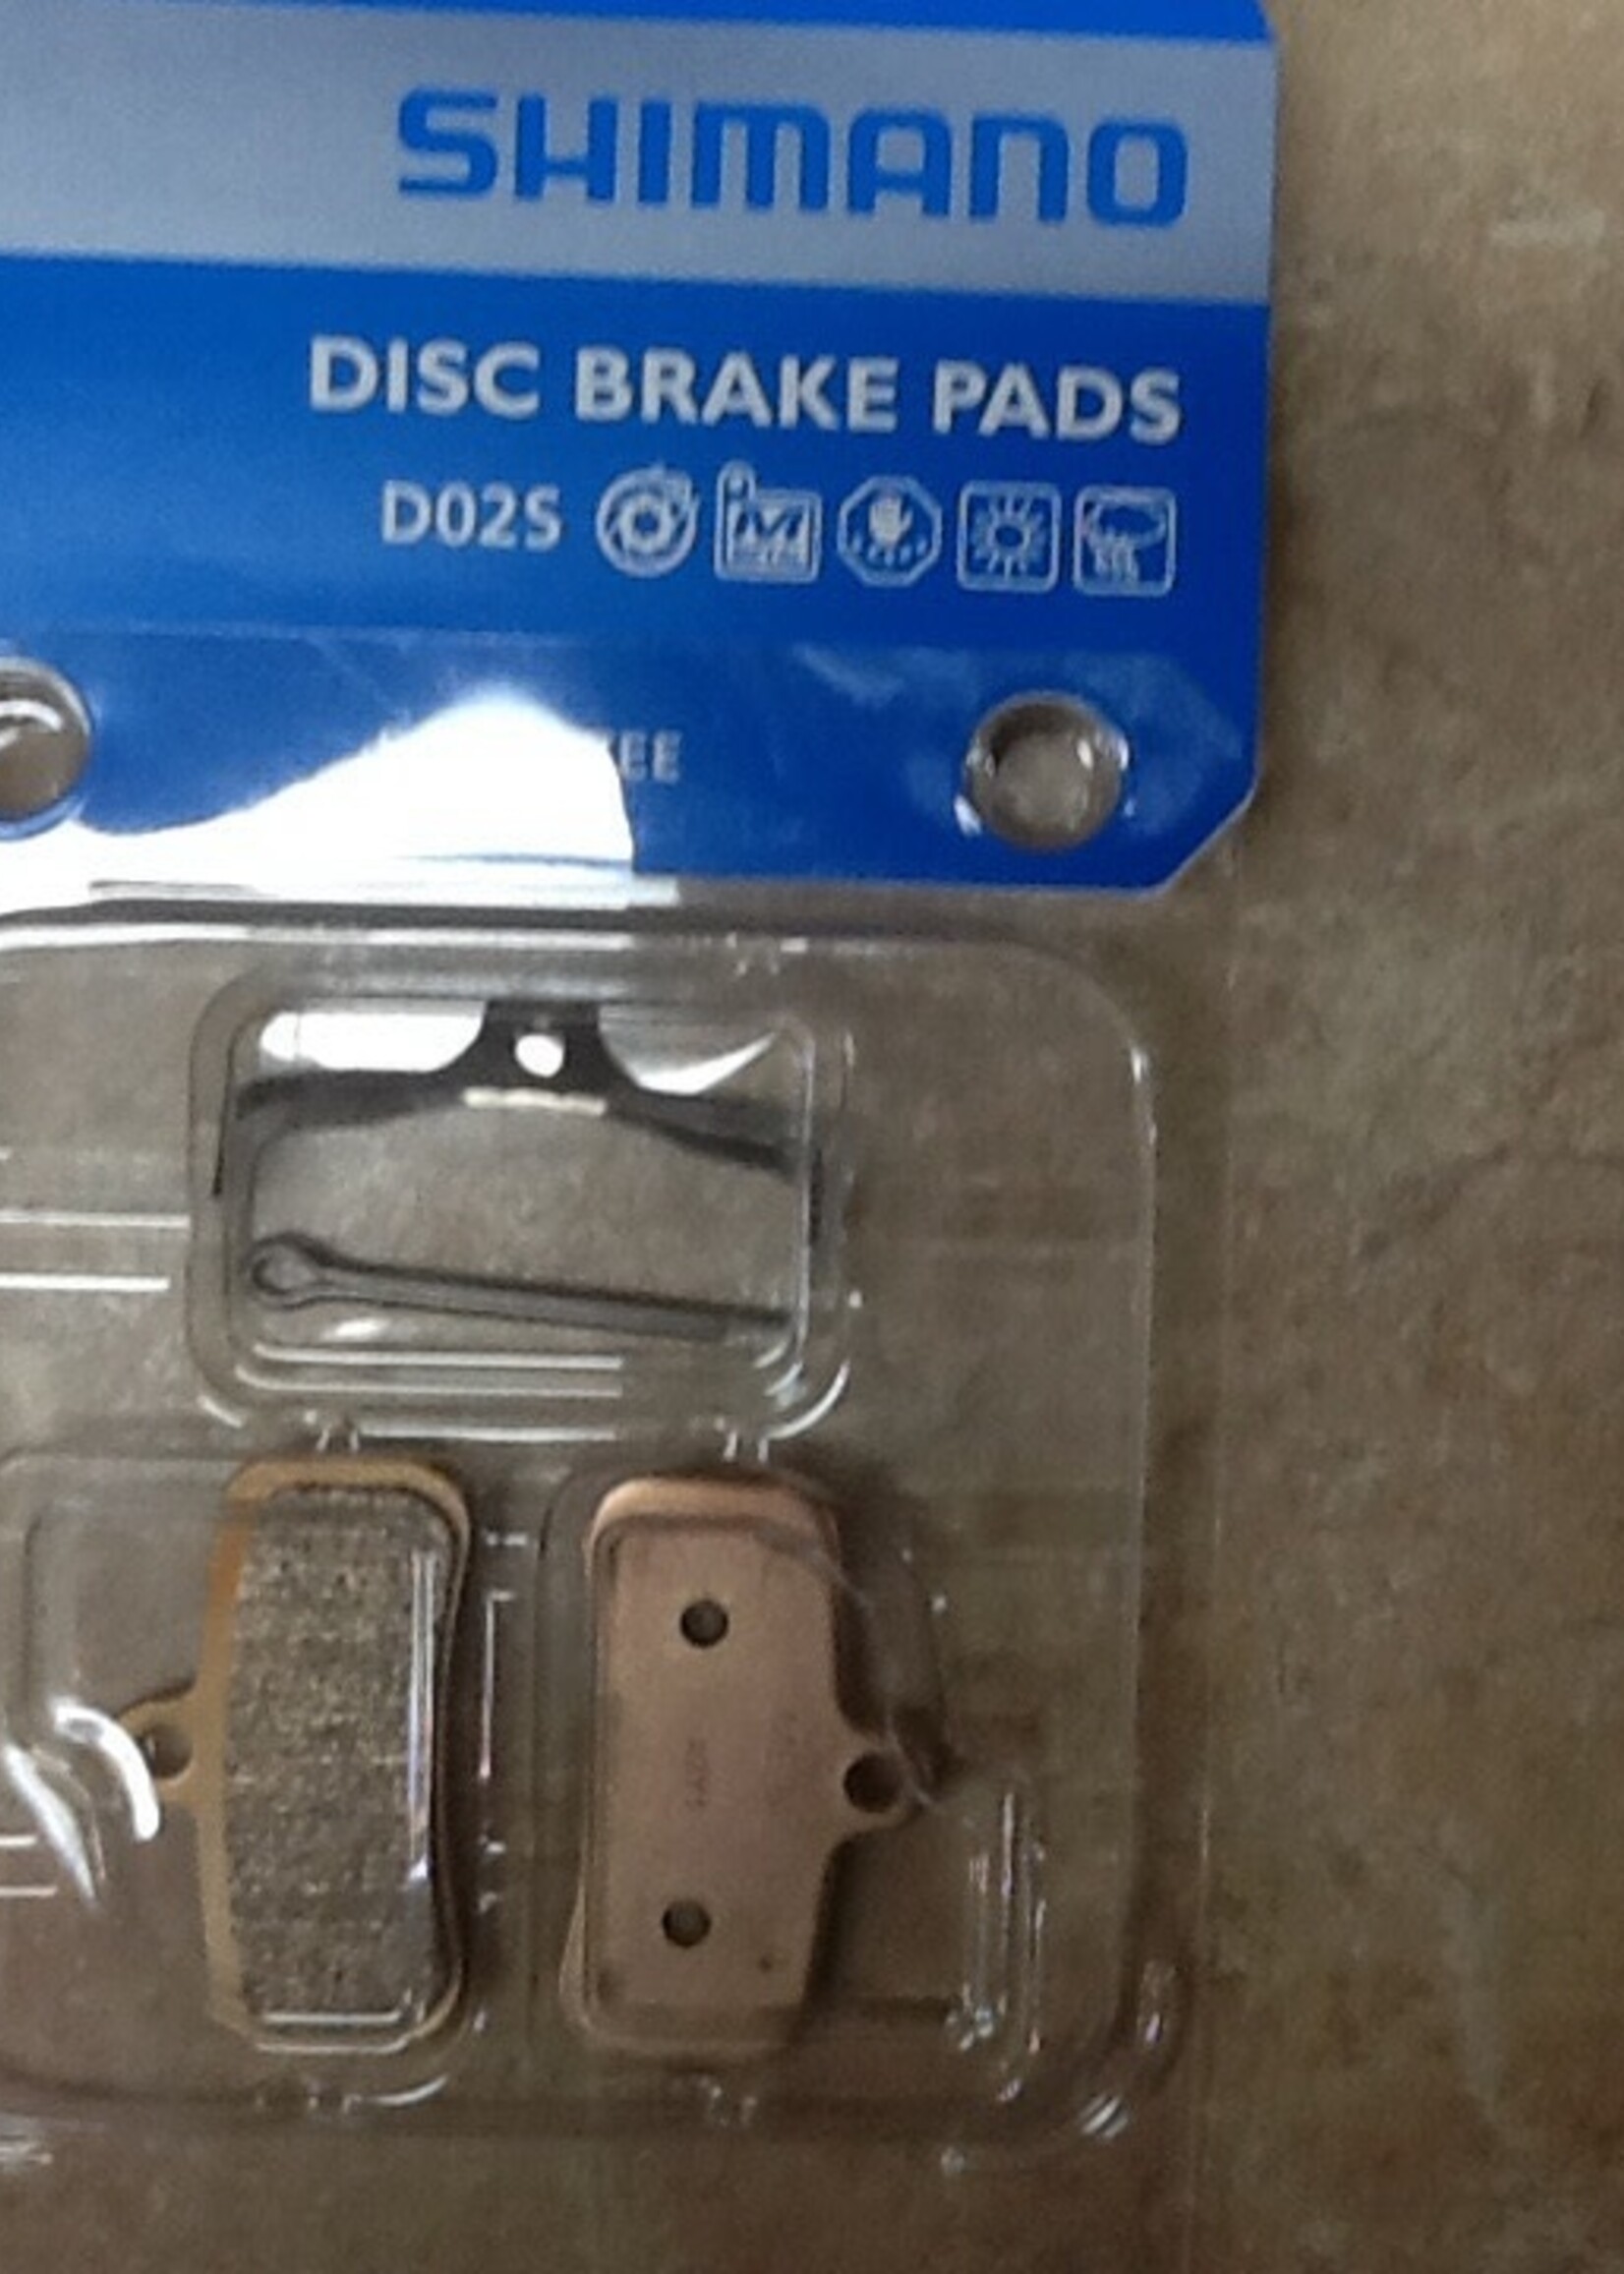 SHIMANO
DISC BRAKE PADS
D02S